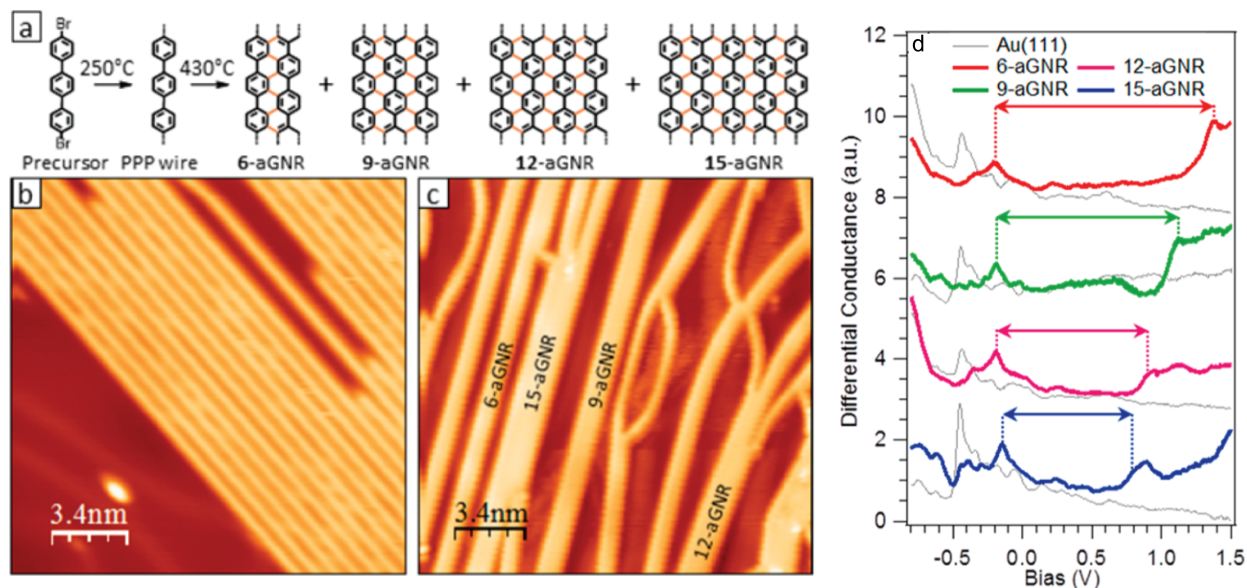 a
Br
Br
250°C
430°C
+
+
+
Precursor
PPP wire
6-aGNR
9-aGNR
12-aGNR
15-aGNR
b
3.4nm
c
6-aGNR
15-aGNR
9-aGNR
12-aGNR
3.4nm
d
Au(111)
6-aGNR
12-aGNR
9-aGNR
15-aGNR
Differential Conductance (a.u.)
12
10
8
6
4
2
0
-0.5
0.0
0.5
1.0
1.5
Bias (V)